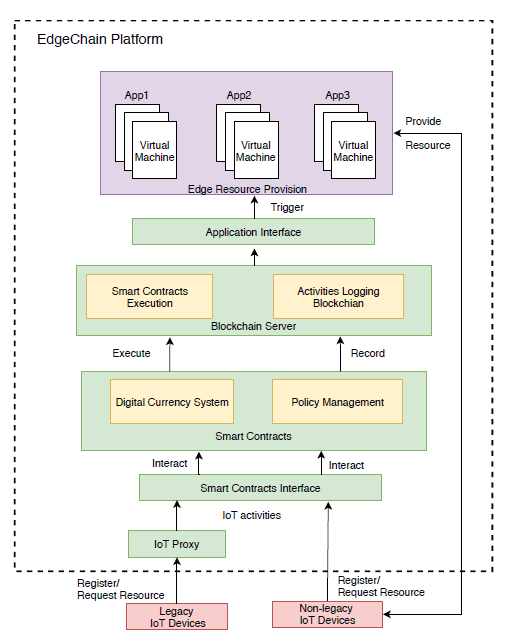 EdgeChain Platform
App1
App2
App3
Virtual
Machine
Virtual
Machine
Virtual
Machine
Edge Resource Provision
Provide
Resource
Trigger
Application Interface
Smart Contracts
Execution
Activities Logging
Blockchian
Blockchain Server
Execute
Record
Digital Currency System
Policy Management
Smart Contracts
Interact
Interact
Smart Contracts Interface
IoT activities
IoT Proxy
Register/
Request Resource
Register/
Request Resource
Legacy
IoT Devices
Non-legacy
IoT Devices